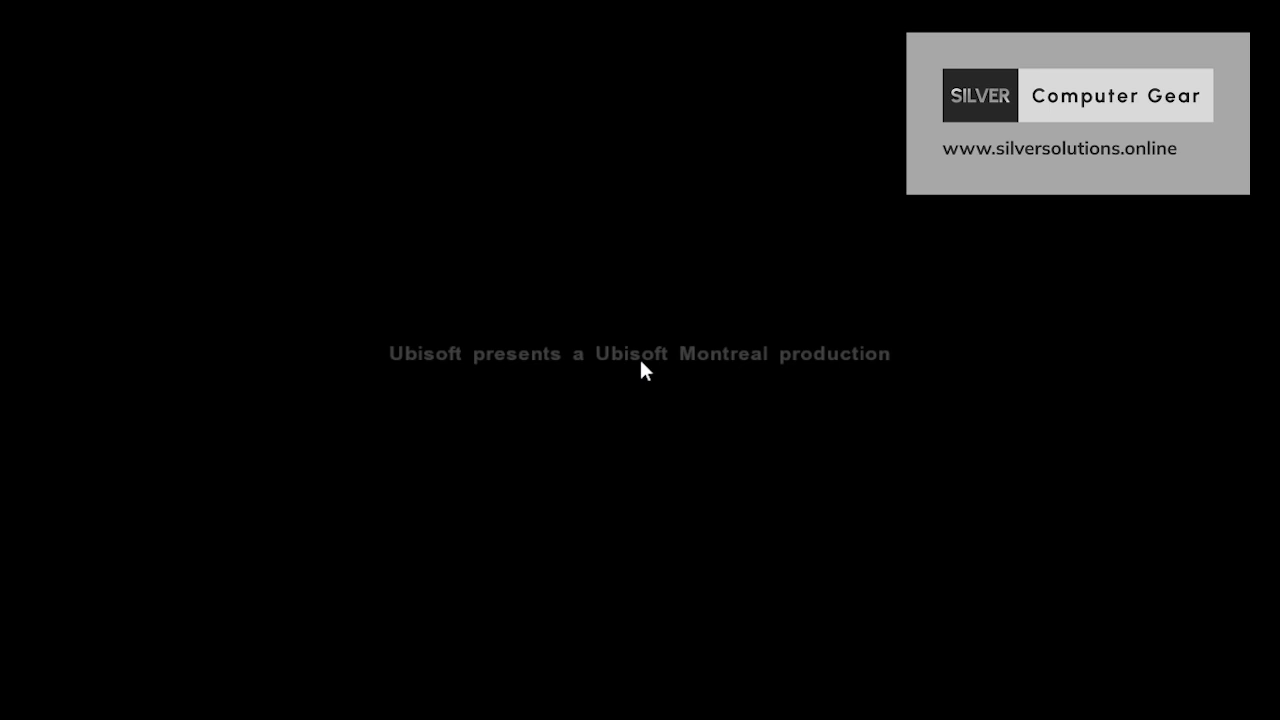 SILVER Computer Gear
www.silversolutions.online
Ubisoft presents a Ubisoft Montreal production